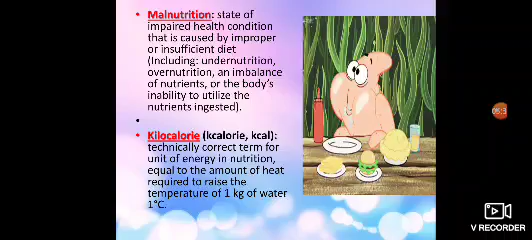 • Malnutrition: state of
impaired health condition
that is caused by improper
or insufficient diet
(Including: undernutrition,
overnutrition, an imbalance
of nutrients, or the body's
inability to utilize the
nutrients ingested).
•
• Kilocalorie (kcalorie, kcal):
technically correct term for
unit of energy in nutrition,
equal to the amount of heat
required to raise the
temperature of 1 kg of water
1°C.
V RECORDER